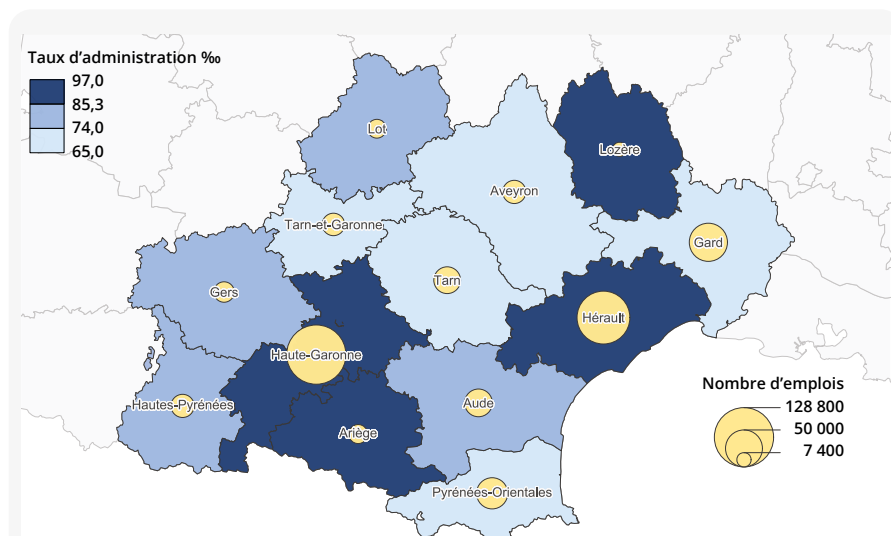 Taux d’administration ‰
97,0
85,3
74,0
65,0
Lot
Lozère
Aveyron
Tarn-et-Garonne
Gard
Tarn
Gers
Hérault
Haute-Garonne
Hautes-Pyrénées
Aude
Ariège
Pyrénées-Orientales
Nombre d’emplois
128 800
50 000
7 400